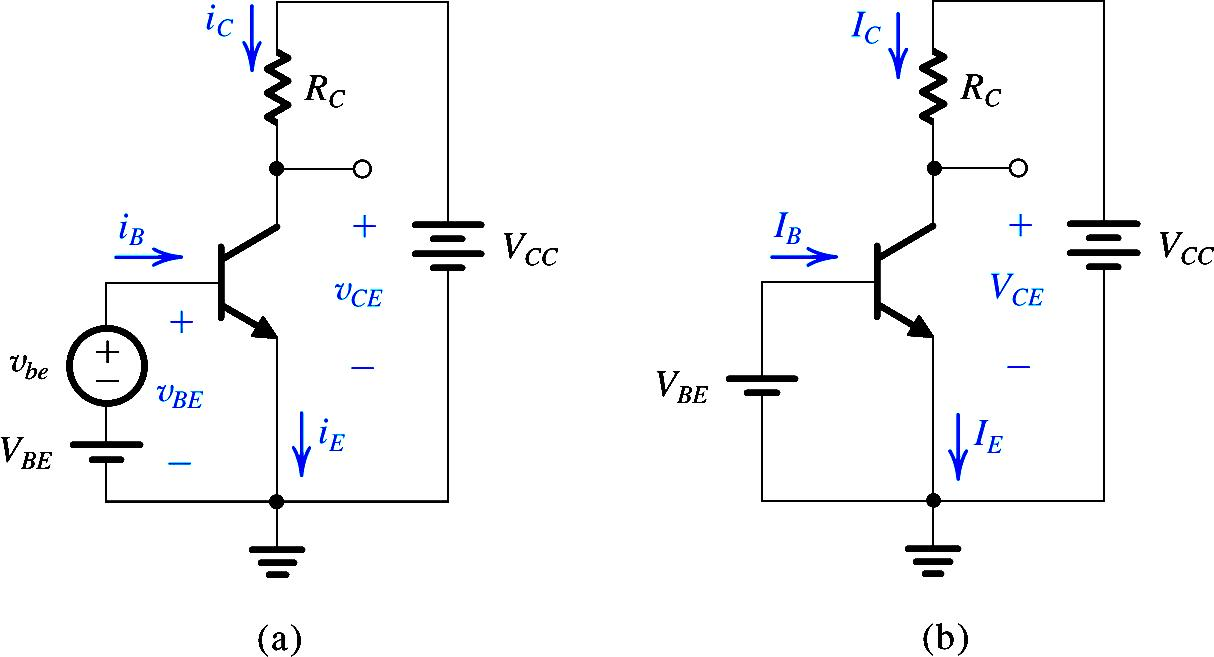 i_C
R_C
i_B
+
v_CE
−
V_CC
v_be
+
−
+
v_BE
−
V_BE
i_E
(a)
I_C
R_C
I_B
+
V_CE
−
V_CC
V_BE
I_E
(b)